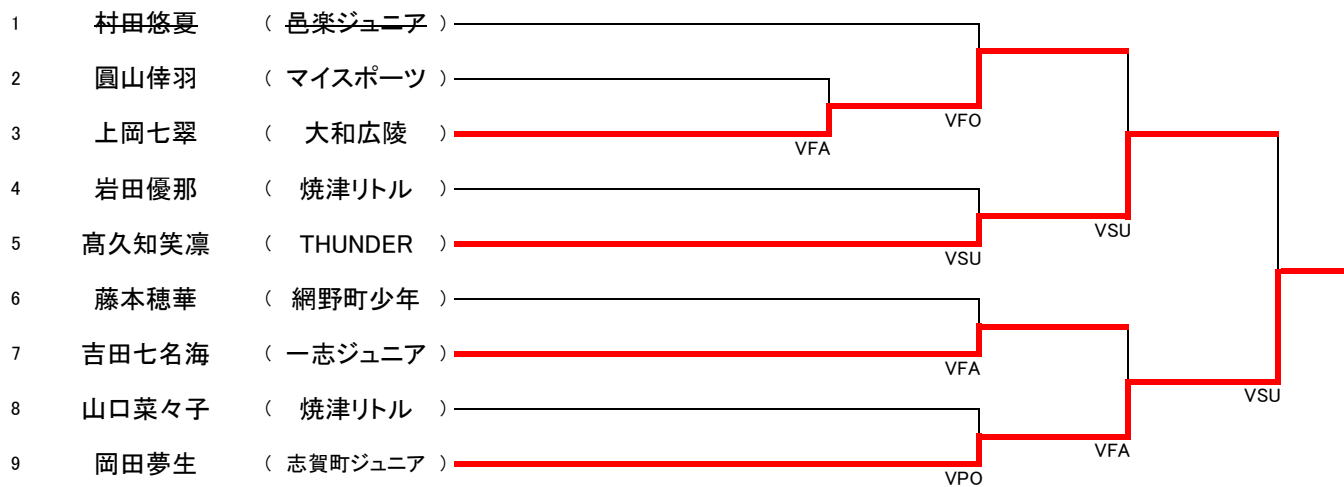 1 村田悠夏 ( 邑楽ジュニア )
2 圓山倖羽 ( マイスポーツ )
VFO
3 上岡七翠 ( 大和広陵 )
VFA
4 岩田優那 ( 焼津リトル )
VSU
5 髙久知笑凛 ( THUNDER )
VSU
6 藤本穂華 ( 網野町少年 )
7 吉田七名海 ( 一志ジュニア )
VFA
VSU
8 山口菜々子 ( 焼津リトル )
VFA
9 岡田夢生 ( 志賀町ジュニア )
VPO